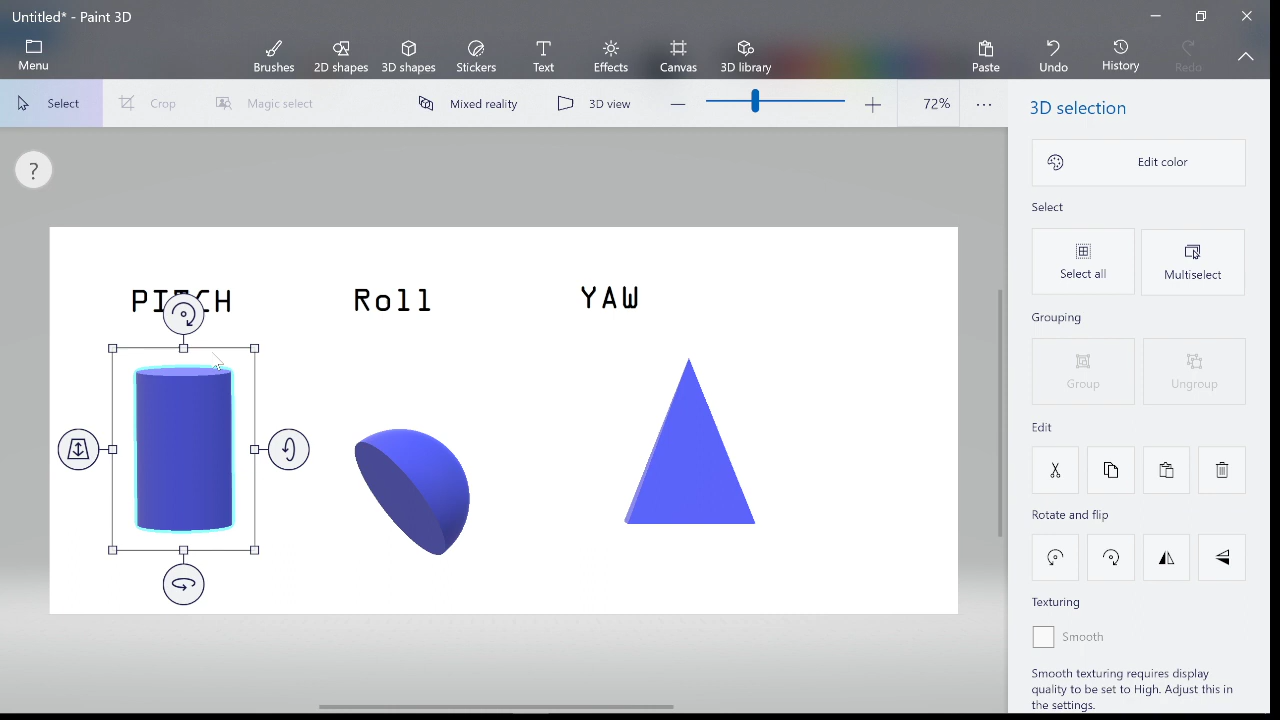 Untitled* - Paint 3D
Menu
Brushes
2D shapes
3D shapes
Stickers
Text
Effects
Canvas
3D library
Paste
Undo
History
Redo
Select
Crop
Magic select
Mixed reality
3D view
72%
?
PITCH
Roll
YAW
3D selection
Edit color
Select
Select all
Multiselect
Grouping
Group
Ungroup
Edit
Rotate and flip
Texturing
Smooth
Smooth texturing requires display
quality to be set to High. Adjust this in
the settings.